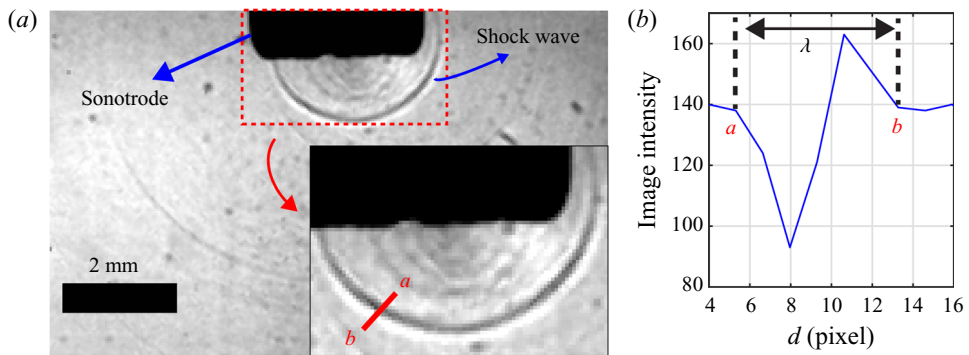 (a)
Sonotrode
Shock wave
2 mm
a
b
(b)
λ
a
b
Image intensity
160
140
120
100
80
4 6 8 10 12 14 16
d (pixel)